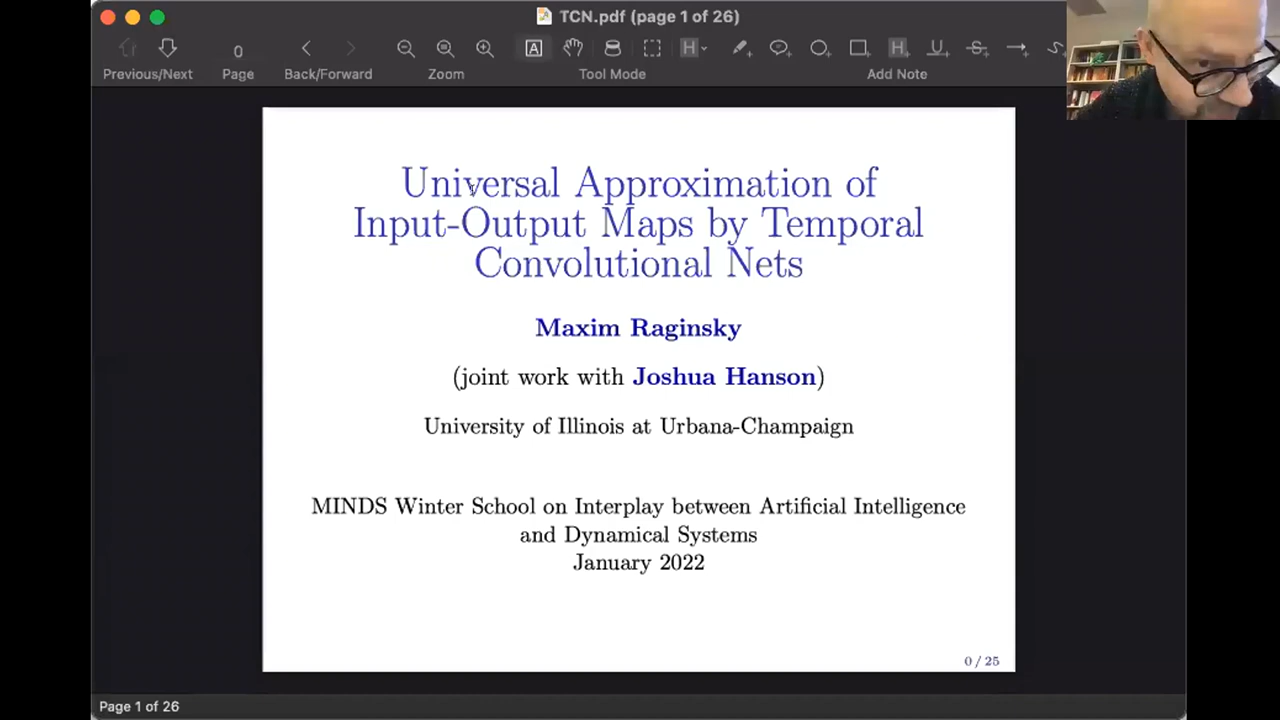 TCN.pdf (page 1 of 26)
0
Previous/Next
Page
Back/Forward
Zoom
Tool Mode
Add Note
Universal Approximation of
Input-Output Maps by Temporal
Convolutional Nets
Maxim Raginsky
(joint work with Joshua Hanson)
University of Illinois at Urbana-Champaign
MINDS Winter School on Interplay between Artificial Intelligence
and Dynamical Systems
January 2022
0 / 25
Page 1 of 26